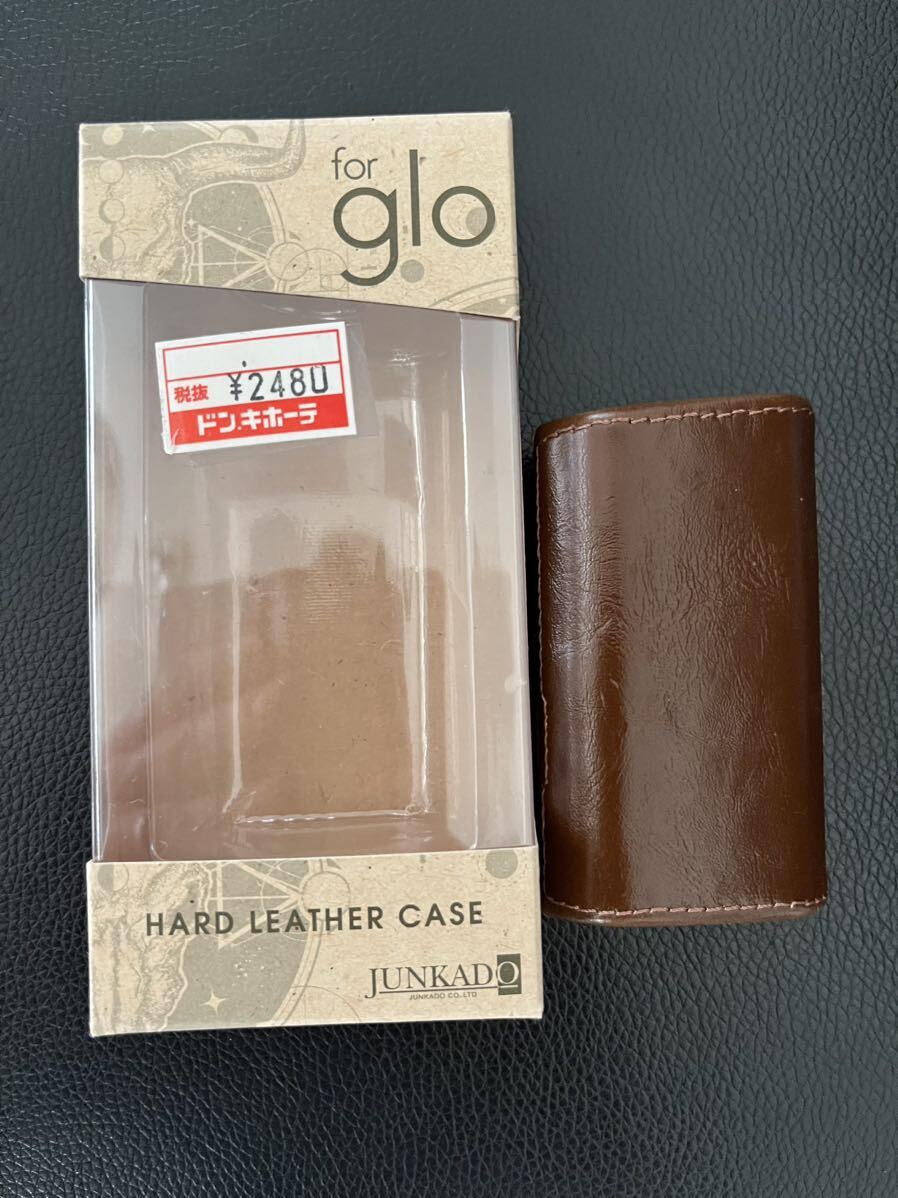 for
glo
税抜 ¥2480
ドン.キホーテ
HARD LEATHER CASE
JUNKADO
JUNKADO CO.,LTD